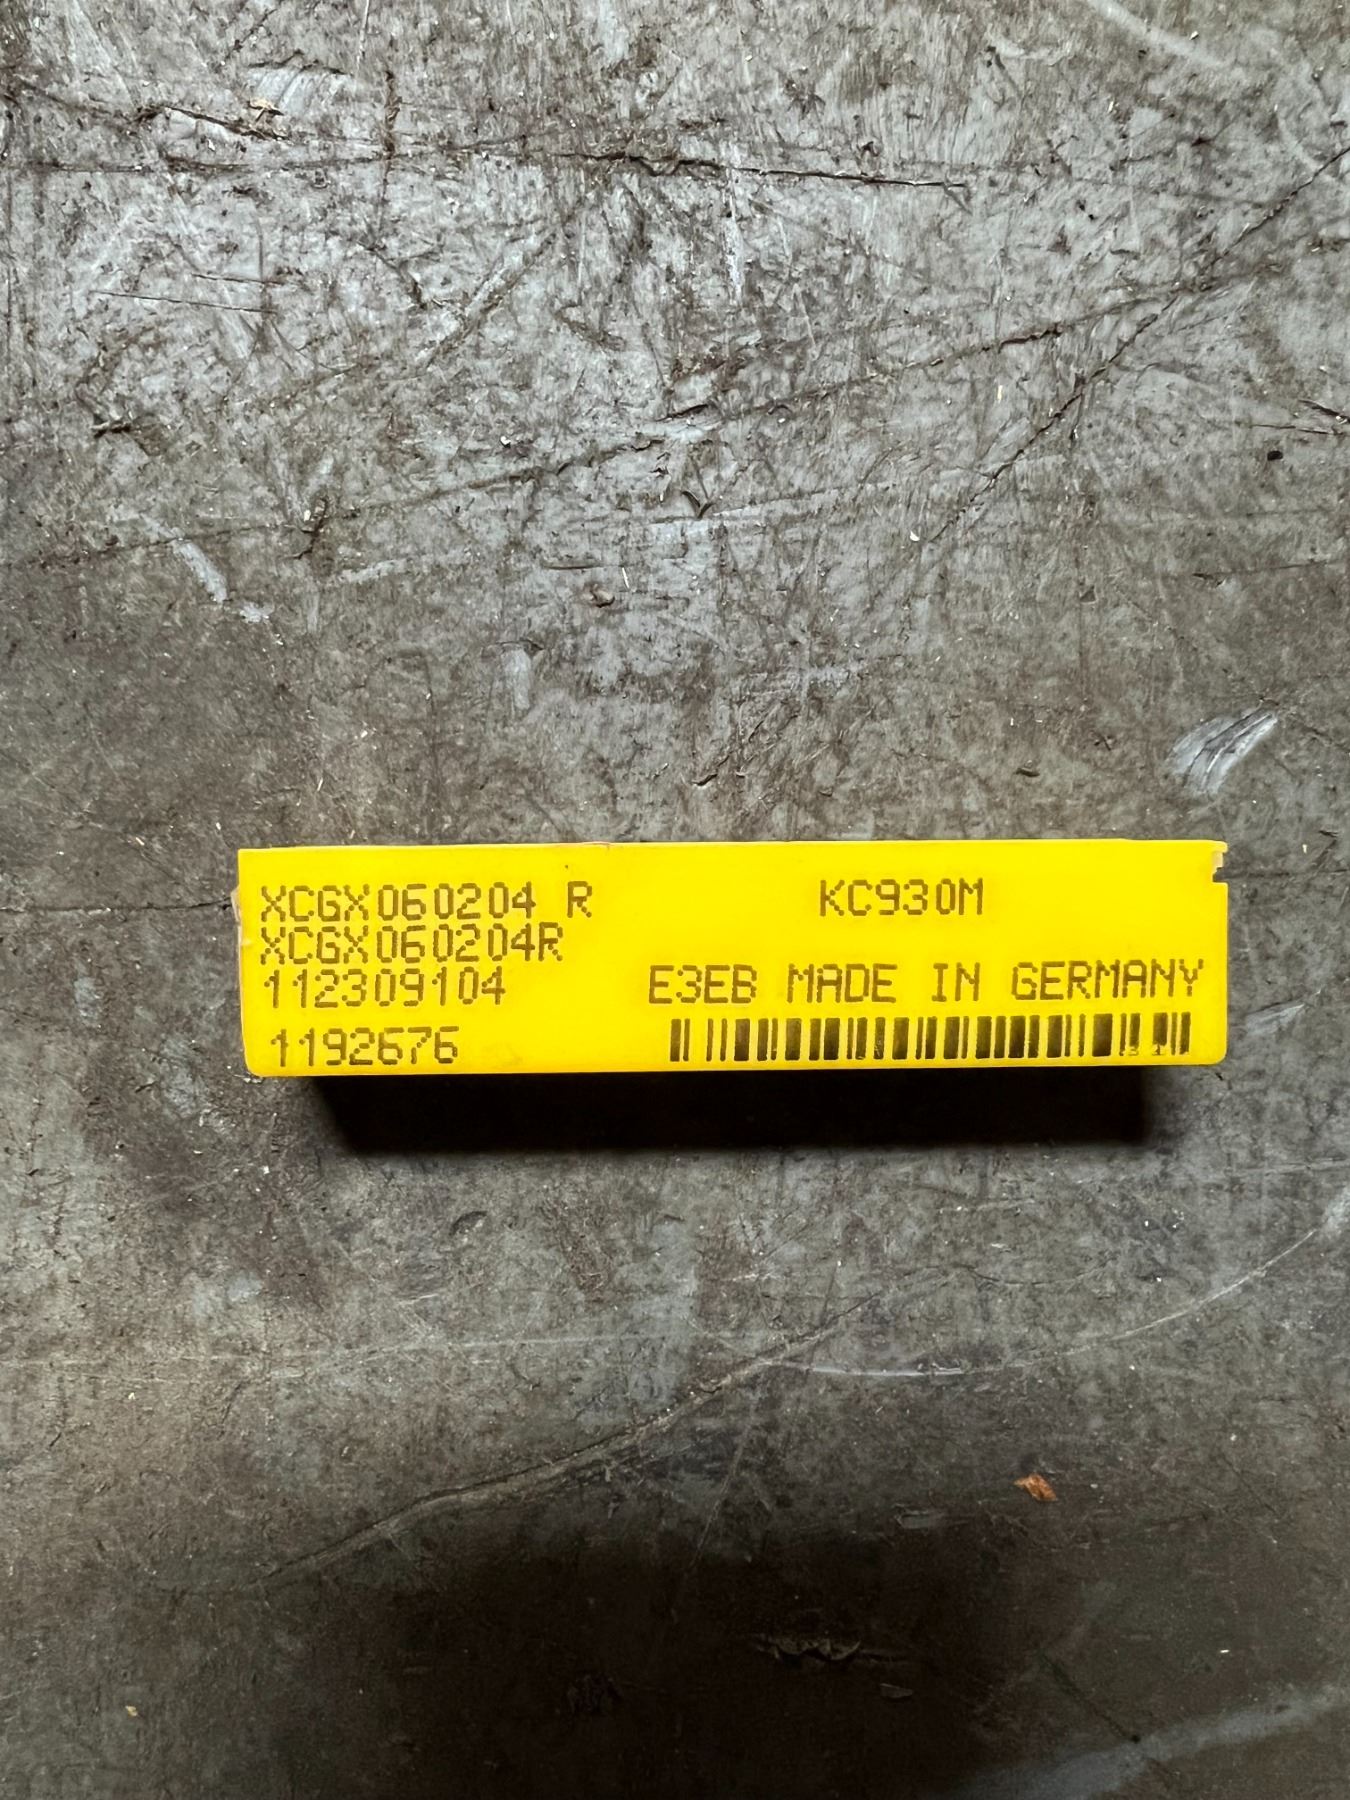 XCGX060204 R
KC930M
XCGX060204R
112309104
E3EB MADE IN GERMANY
1192676